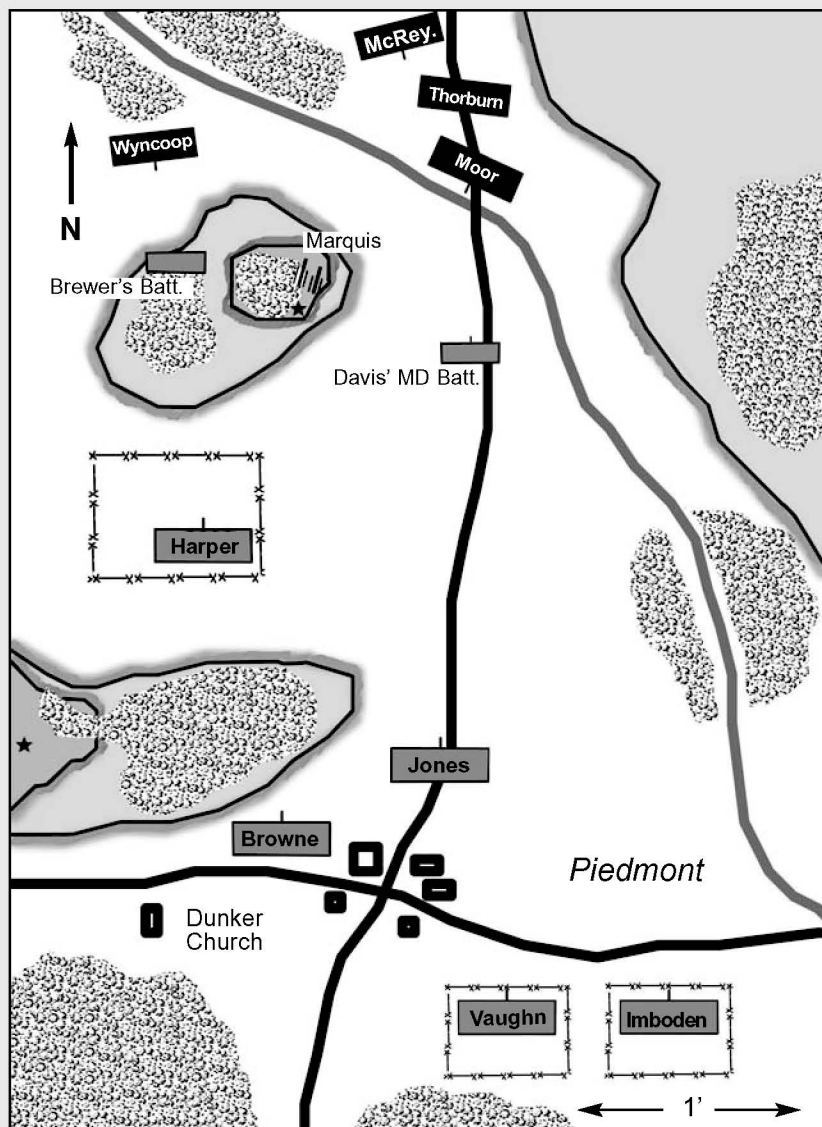 McRey.
Thorburn
Moor
Wyncoop
N
Marquis
Brewer's Batt.
Davis' MD Batt.
Harper
Jones
Browne
Piedmont
Dunker
Church
Vaughn
Imboden
1'